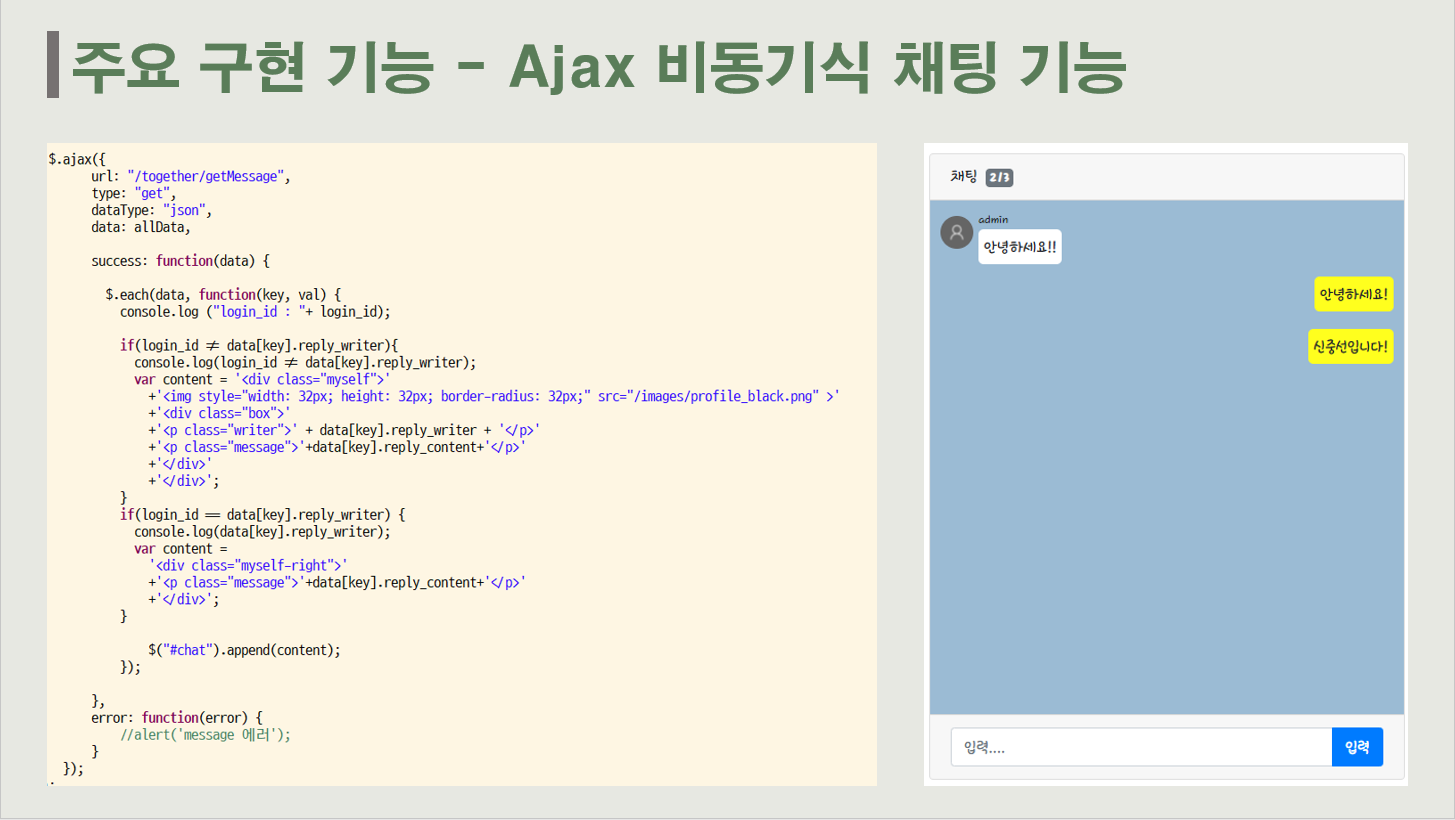 주요 구현 기능 - Ajax 비동기식 채팅 기능
$.ajax({
url: "/together/getMessage",
type: "get",
dataType: "json",
data: allData,
success: function(data) {
$.each(data, function(key, val) {
console.log ("login_id : "+ login_id);
if(login_id ≠ data[key].reply_writer){
console.log(login_id ≠ data[key].reply_writer);
var content = '<div class="myself">'
+'<img style="width: 32px; height: 32px; border-radius: 32px;" src="/images/profile_black.png" >'
+'<div class="box">'
+'<p class="writer">' + data[key].reply_writer + '</p>'
+'<p class="message">'+data[key].reply_content+'</p>'
+'</div>'
+'</div>';
}
if(login_id == data[key].reply_writer) {
console.log(data[key].reply_writer);
var content =
'<div class="myself-right">'
+'<p class="message">'+data[key].reply_content+'</p>'
+'</div>';
}
$("#chat").append(content);
});
},
error: function(error) {
//alert('message 에러');
}
});
채팅 2/3
admin
안녕하세요!!
안녕하세요!
신중선입니다!
입력....
입력